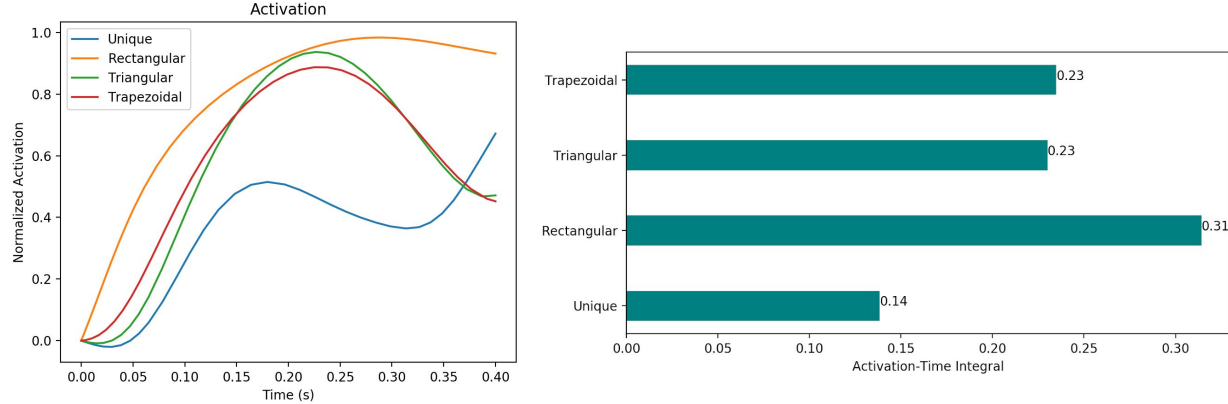 Activation
1.0
0.8
0.6
0.4
0.2
0.0
Normalized Activation
Unique
Rectangular
Triangular
Trapezoidal
0.00 0.05 0.10 0.15 0.20 0.25 0.30 0.35 0.40
Time (s)
Trapezoidal 0.23
Triangular 0.23
Rectangular 0.31
Unique 0.14
0.00 0.05 0.10 0.15 0.20 0.25 0.30
Activation-Time Integral